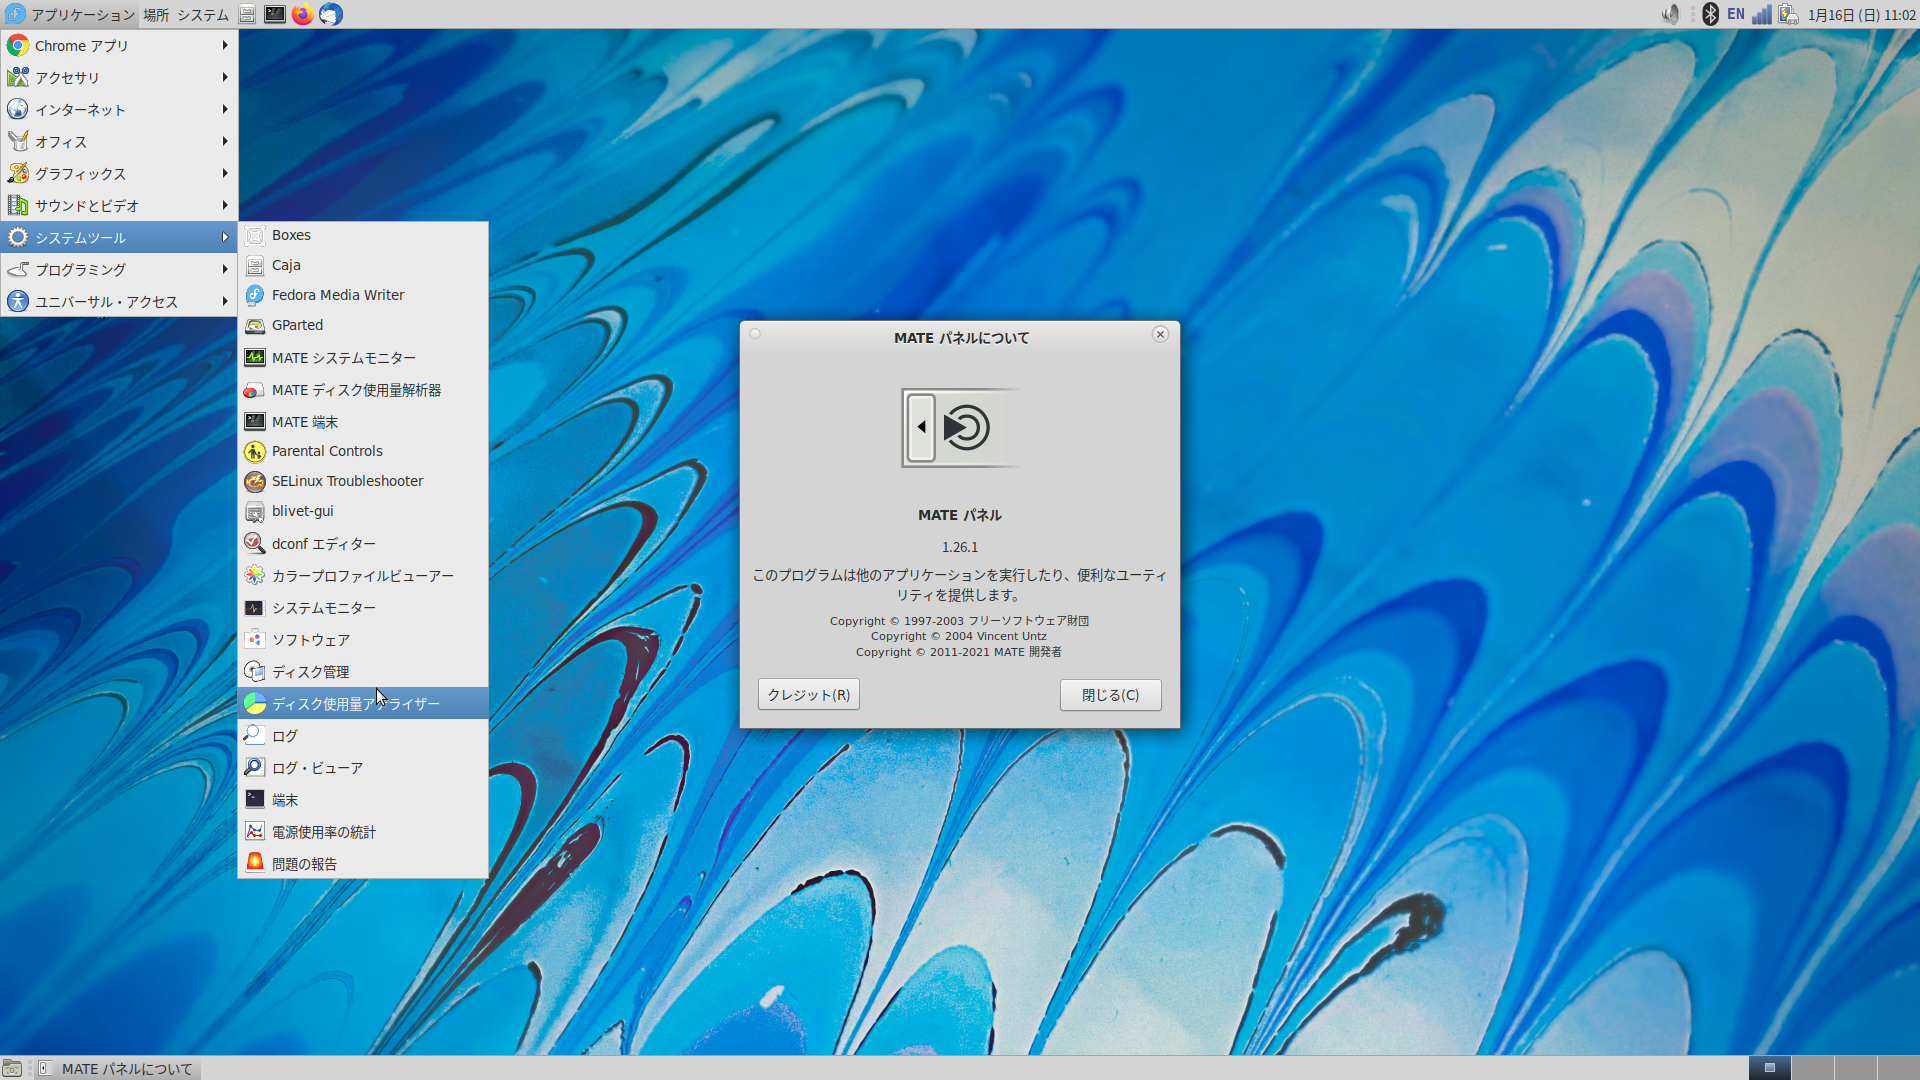 アプリケーション 場所 システム EN 1月16日 (日) 11:02
Chrome アプリ
アクセサリ
インターネット
オフィス
グラフィックス
サウンドとビデオ
システムツール
プログラミング
ユニバーサル・アクセス
Boxes
Caja
Fedora Media Writer
GParted
MATE システムモニター
MATE ディスク使用量解析器
MATE 端末
Parental Controls
SELinux Troubleshooter
blivet-gui
dconf エディター
カラープロファイルビューアー
システムモニター
ソフトウェア
ディスク管理
ディスク使用量アナライザー
ログ
ログ・ビューア
端末
電源使用率の統計
問題の報告
MATE パネルについて
MATE パネル
1.26.1
このプログラムは他のアプリケーションを実行したり、便利なユーティ
リティを提供します。
Copyright © 1997-2003 フリーソフトウェア財団
Copyright © 2004 Vincent Untz
Copyright © 2011-2021 MATE 開発者
クレジット(R) 閉じる(C)
MATE パネルについて